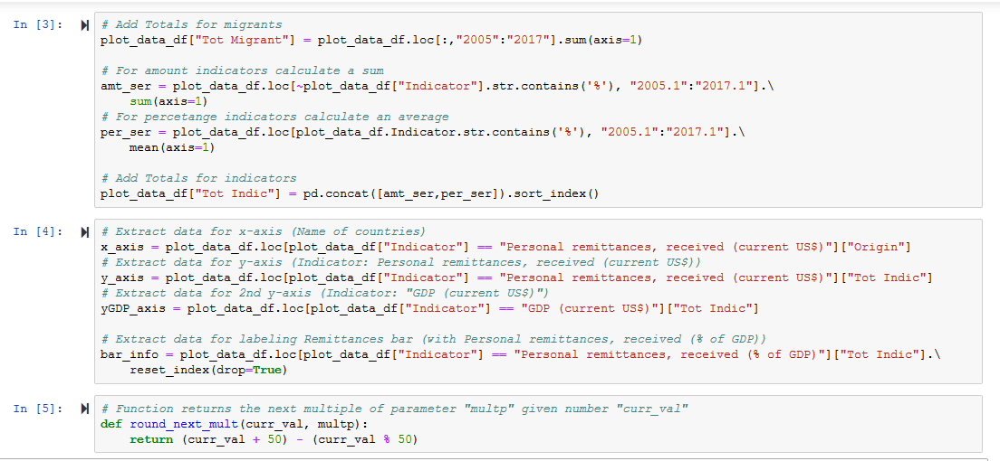 In [3]: # Add Totals for migrants
plot_data_df["Tot Migrant"] = plot_data_df.loc[:,"2005":"2017"].sum(axis=1)
# For amount indicators calculate a sum
amt_ser = plot_data_df.loc[~plot_data_df["Indicator"].str.contains('%'), "2005.1":"2017.1"].\
sum(axis=1)
# For percetange indicators calculate an average
per_ser = plot_data_df.loc[plot_data_df.Indicator.str.contains('%'), "2005.1":"2017.1"].\
mean(axis=1)
# Add Totals for indicators
plot_data_df["Tot Indic"] = pd.concat([amt_ser,per_ser]).sort_index()
In [4]: # Extract data for x-axis (Name of countries)
x_axis = plot_data_df.loc[plot_data_df["Indicator"] == "Personal remittances, received (current US$)"]["Origin"]
# Extract data for y-axis (Indicator: Personal remittances, received (current US$))
y_axis = plot_data_df.loc[plot_data_df["Indicator"] == "Personal remittances, received (current US$)"]["Tot Indic"]
# Extract data for 2nd y-axis (Indicator: "GDP (current US$)")
yGDP_axis = plot_data_df.loc[plot_data_df["Indicator"] == "GDP (current US$)"]["Tot Indic"]
# Extract data for labeling Remittances bar (with Personal remittances, received (% of GDP))
bar_info = plot_data_df.loc[plot_data_df["Indicator"] == "Personal remittances, received (% of GDP)"]["Tot Indic"].\
reset_index(drop=True)
In [5]: # Function returns the next multiple of parameter "multp" given number "curr_val"
def round_next_mult(curr_val, multp):
return (curr_val + 50) - (curr_val % 50)